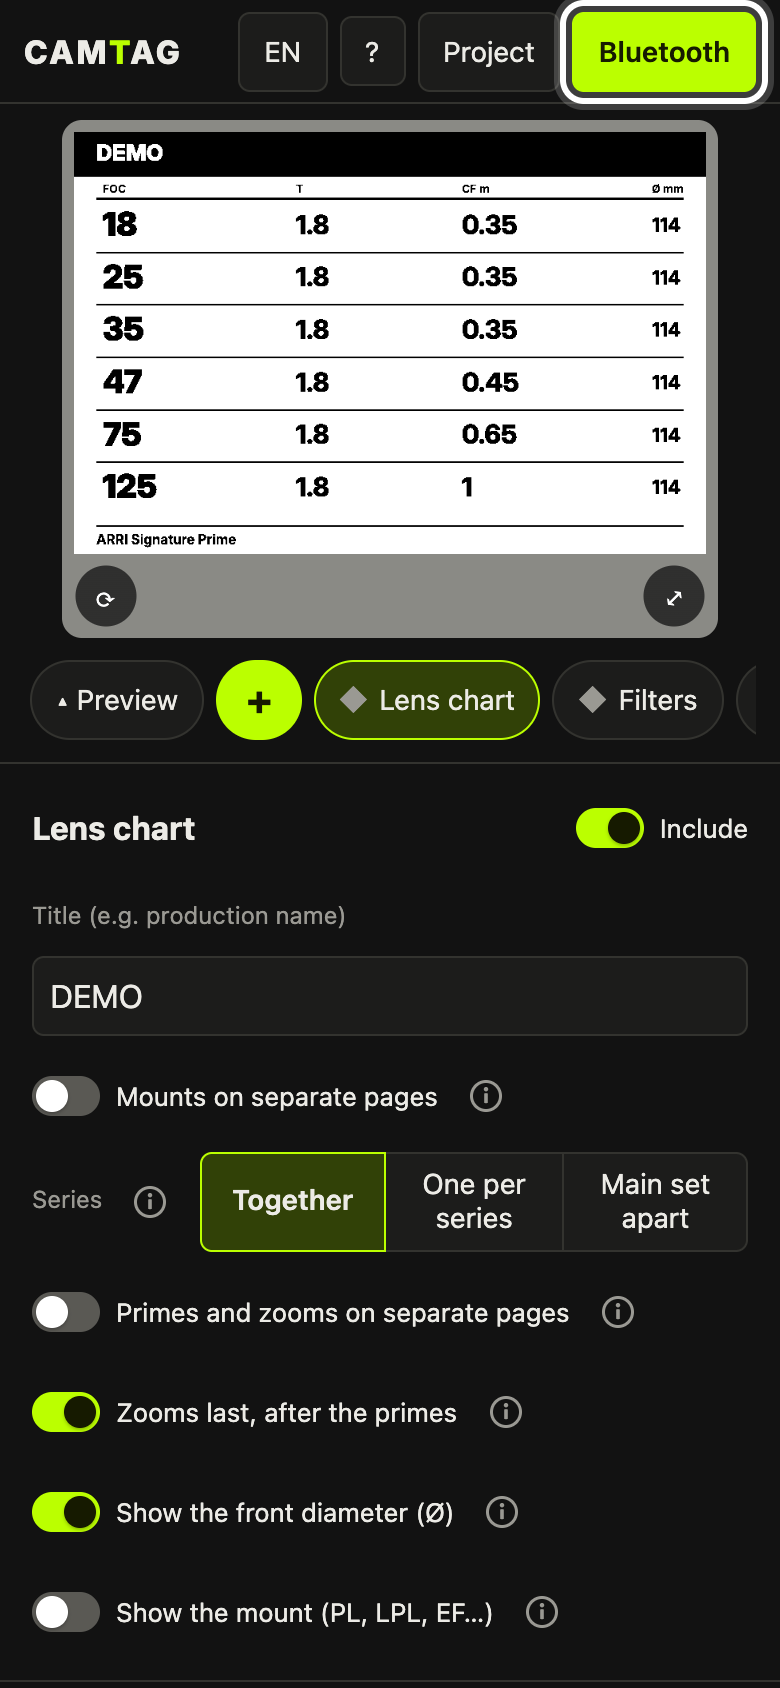 CAMTAG EN ? Project Bluetooth
DEMO
FOC T CF m Ø mm
18 1.8 0.35 114
25 1.8 0.35 114
35 1.8 0.35 114
47 1.8 0.45 114
75 1.8 0.65 114
125 1.8 1 114
ARRI Signature Prime
Preview + Lens chart Filters
Lens chart Include
Title (e.g. production name)
DEMO
Mounts on separate pages
Series Together One per series Main set apart
Primes and zooms on separate pages
Zooms last, after the primes
Show the front diameter (Ø)
Show the mount (PL, LPL, EF...)